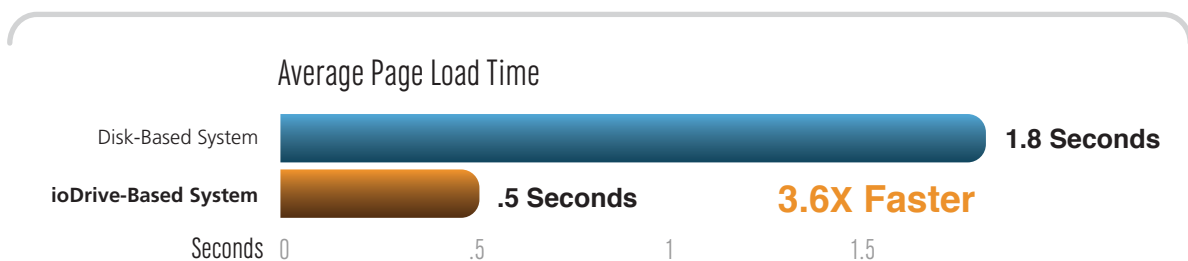 Average Page Load Time
Disk-Based System 1.8 Seconds
ioDrive-Based System .5 Seconds 3.6X Faster
Seconds 0 .5 1 1.5